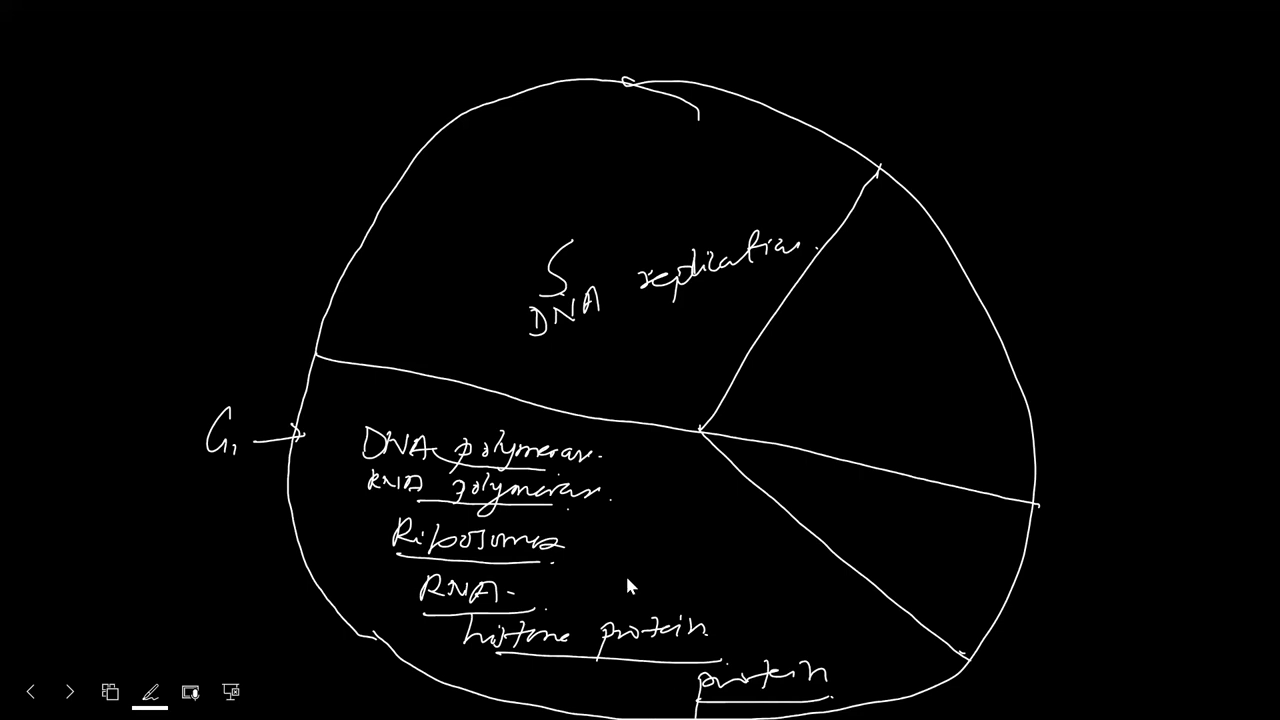 S
DNA replication.
G1
DNA polymerase.
RNA polymerase.
Ribosomes
RNA-
histone protein
protein